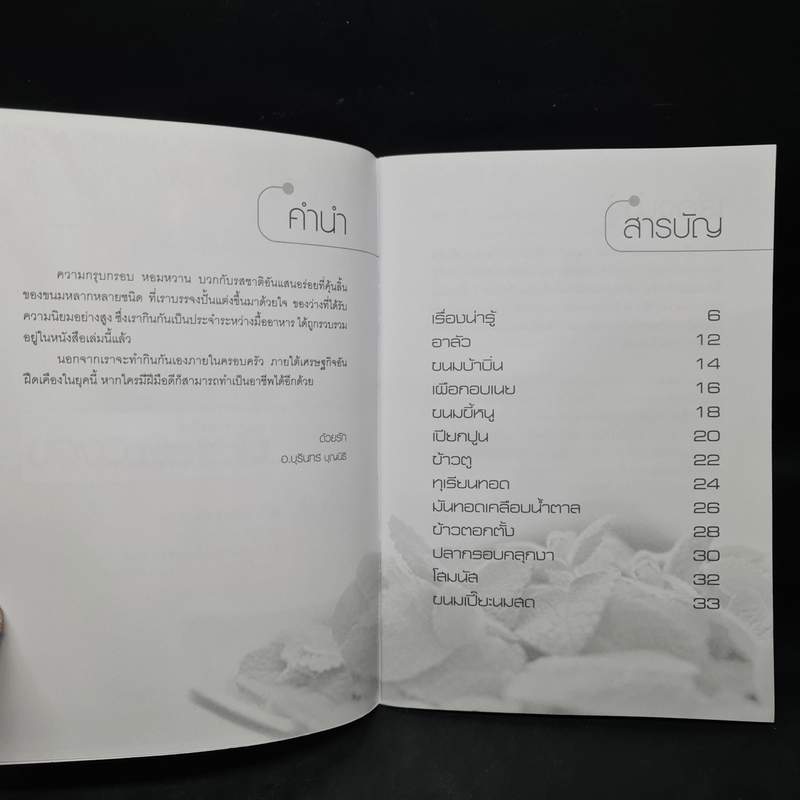 คำนำ
ความกรุบกรอบ หอมหวาน บวกกับรสชาติอันแสนอร่อยที่คุ้นลิ้น
ของขนมหลากหลายชนิด ที่เราบรรจงปั้นแต่งขึ้นมาด้วยใจ ของว่างที่ได้รับ
ความนิยมอย่างสูง ซึ่งเรากินกันเป็นประจำระหว่างมื้ออาหาร ได้ถูกรวบรวม
อยู่ในหนังสือเล่มนี้แล้ว
นอกจากเราจะทำกินกันเองภายในครอบครัว ภายใต้เศรษฐกิจอัน
ฝืดเคืองในยุคนี้ หากใครมีฝีมือดีก็สามารถทำเป็นอาชีพได้อีกด้วย
ด้วยรัก
อ.บุรินทร์ บุญนิธิ
สารบัญ
เรื่องน่ารู้ 6
อาลัว 12
ขนมบ้าบิ่น 14
เผือกอบเนย 16
ขนมขี้หนู 18
เปียกปูน 20
ข้าวตู 22
ทุเรียนทอด 24
มันทอดเคลือบน้ำตาล 26
ข้าวตอกตั้ง 28
ปลากรอบคลุกงา 30
โสมนัส 32
ขนมเปี๊ยะนมสด 33